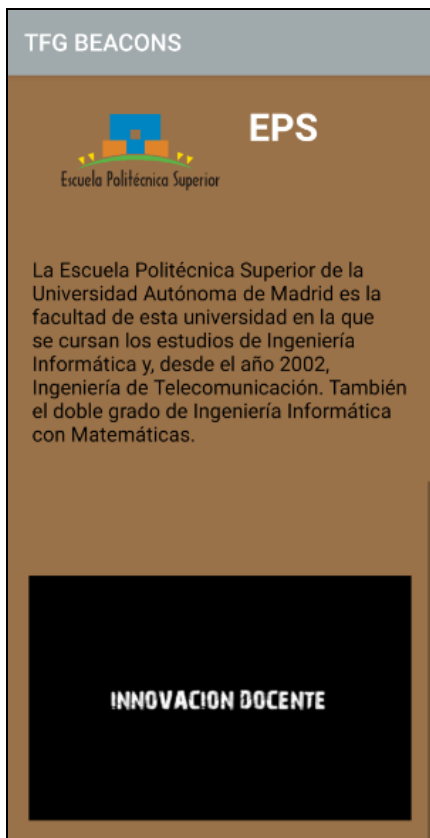 TFG BEACONS
EPS
Escuela Politécnica Superior
La Escuela Politécnica Superior de la
Universidad Autónoma de Madrid es la
facultad de esta universidad en la que
se cursan los estudios de Ingeniería
Informática y, desde el año 2002,
Ingeniería de Telecomunicación. También
el doble grado de Ingeniería Informática
con Matemáticas.
INNOVACION DOCENTE